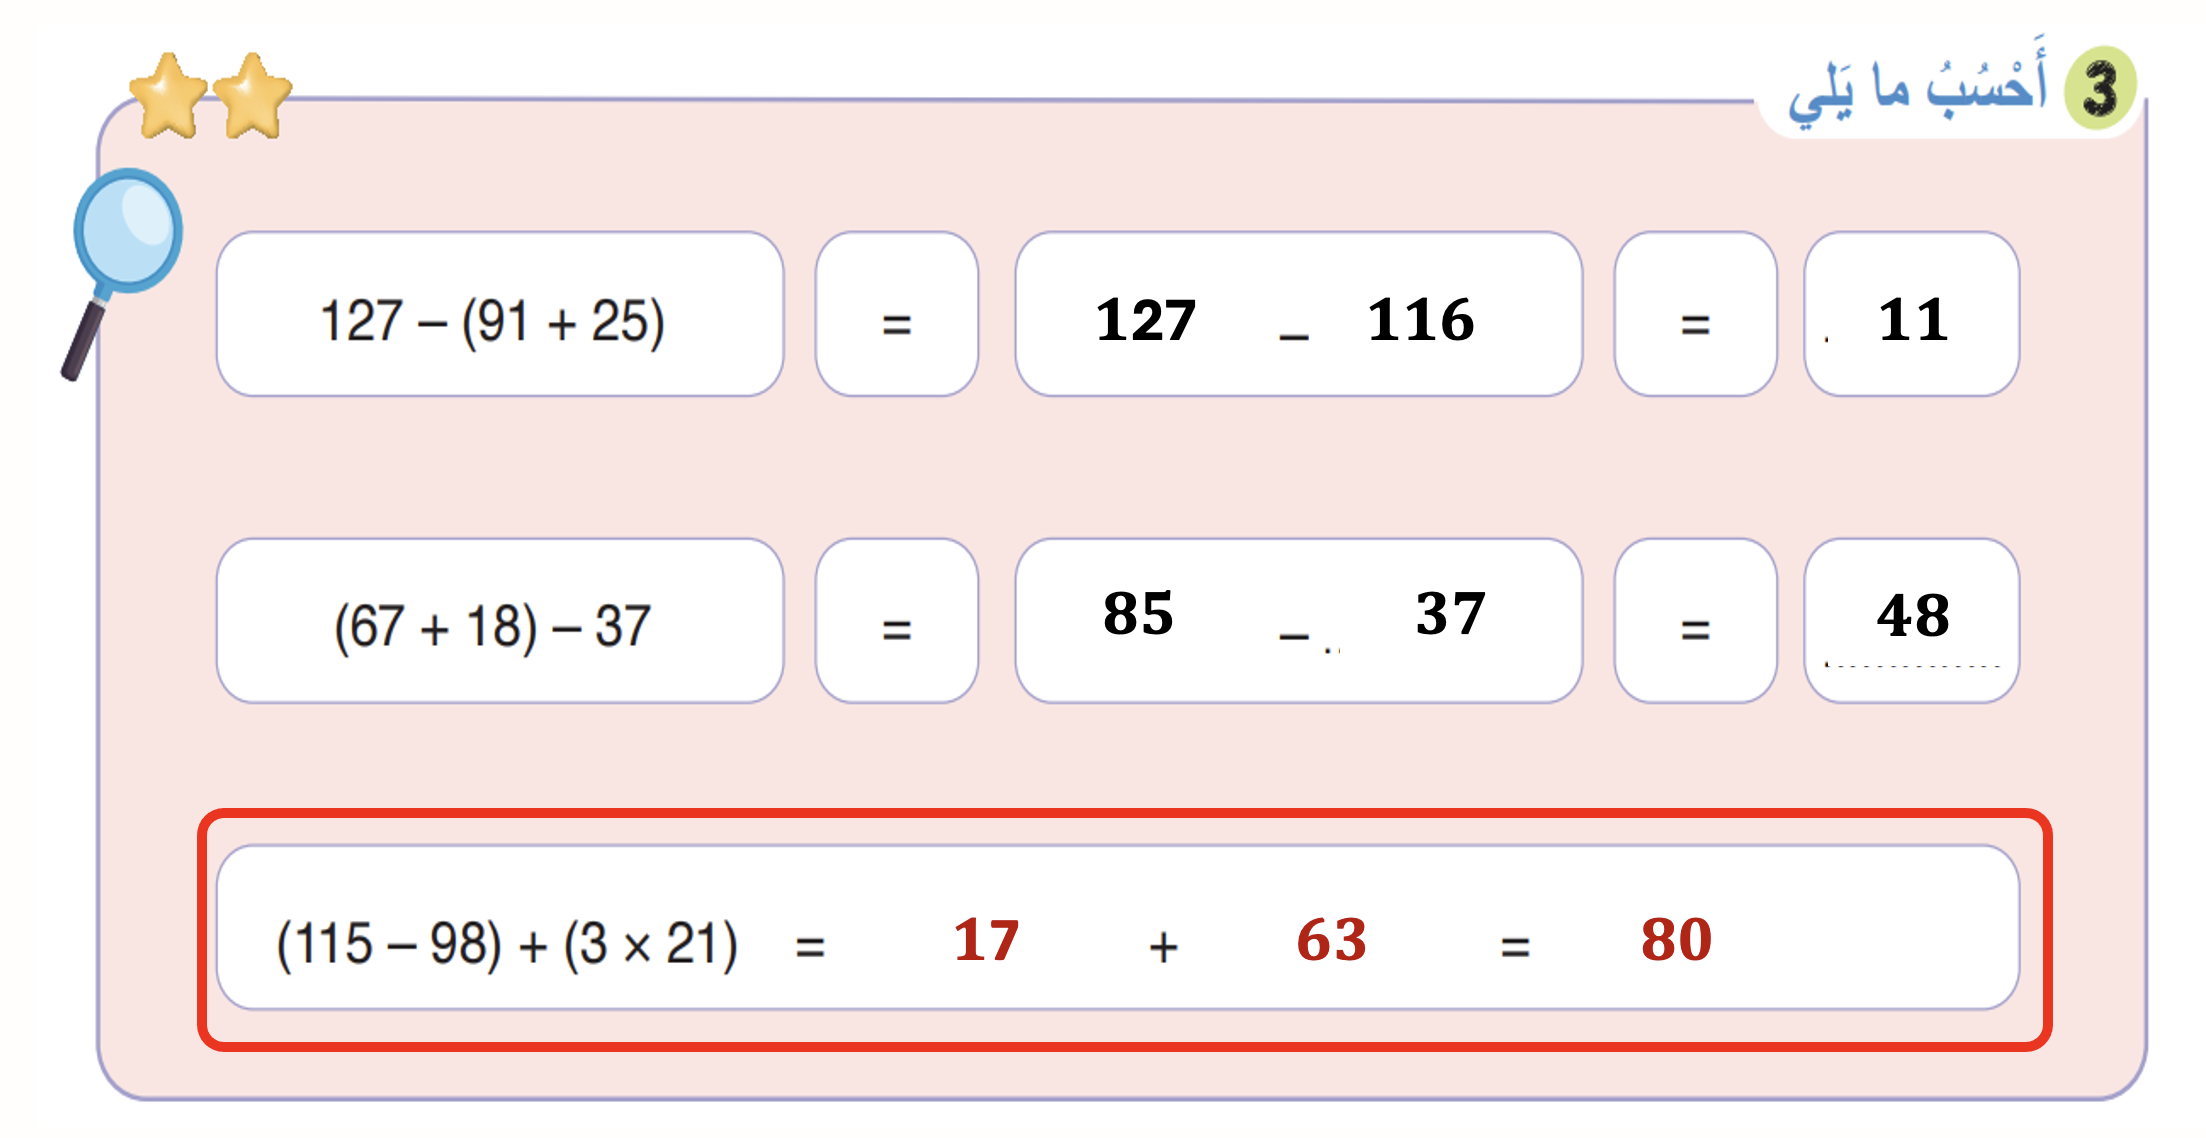 3 أَحْسُبُ ما يَلي
127 – (91 + 25) = 127 – 116 = 11
(67 + 18) – 37 = 85 – 37 = 48
(115 – 98) + (3 × 21) = 17 + 63 = 80